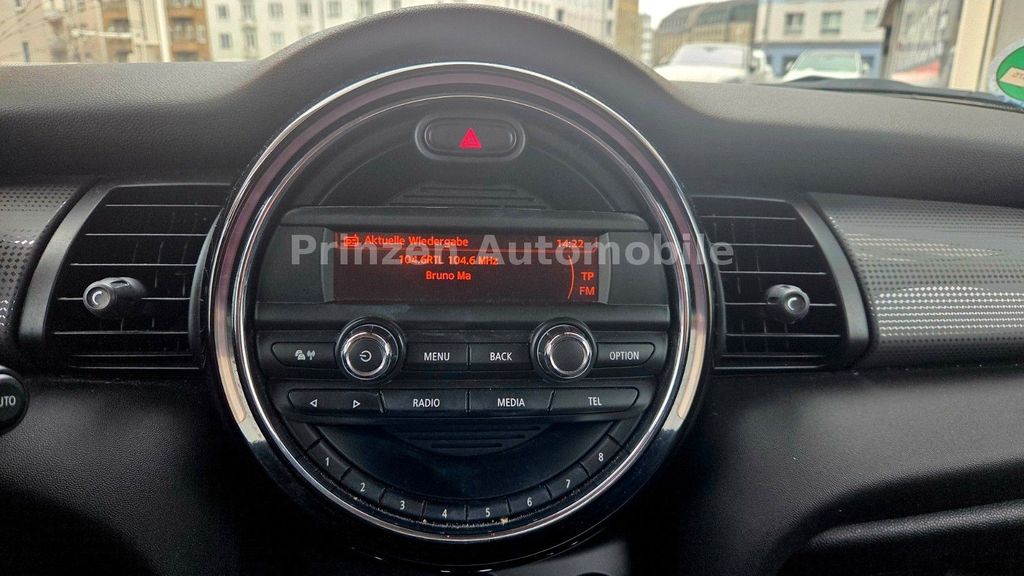 Aktuelle Wiedergabe 14:22
Prinzen Automobile
104.6RTL 104.6 MHz
Bruno Ma TP
FM
MENU BACK OPTION
RADIO MEDIA TEL
1 2 3 4 5 6 7 8